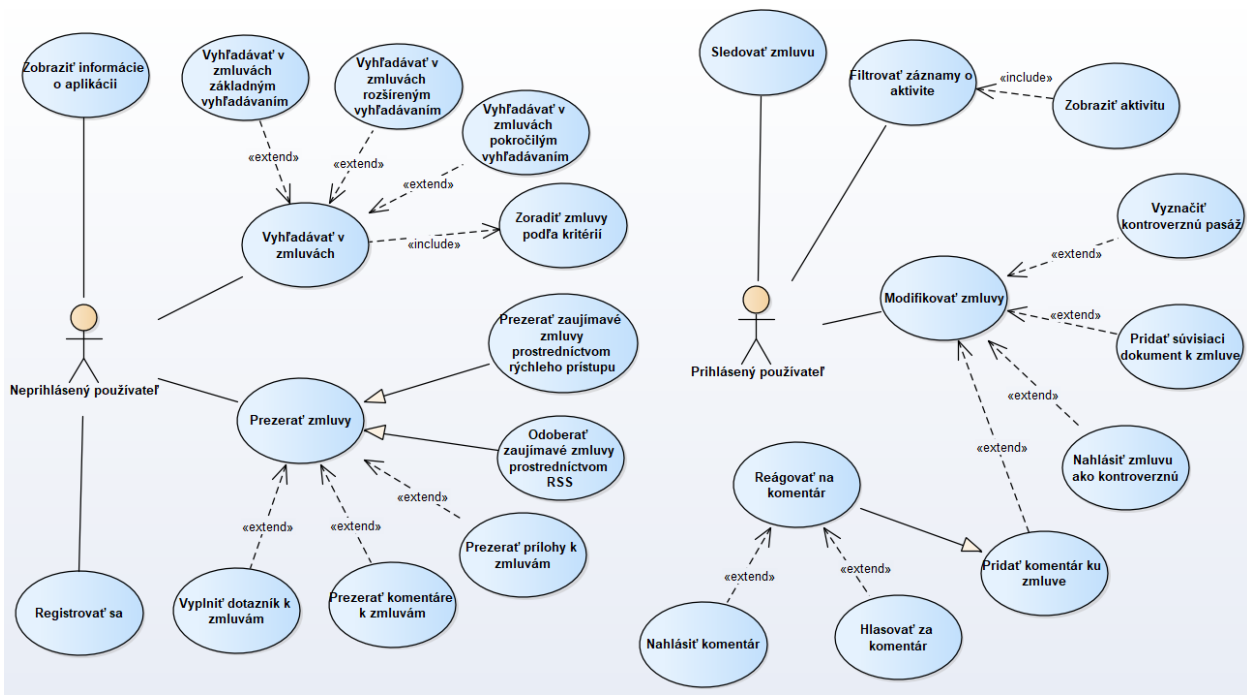 Zobraziť informácie
o aplikácii
Vyhľadávať v
zmluvách
základným
vyhľadávaním
Vyhľadávať v
zmluvách
rozšíreným
vyhľadávaním
Vyhľadávať v
zmluvách
pokročilým
vyhľadávaním
«extend»
«extend»
«extend»
Vyhľadávať v
zmluvách
«include»
Zoradiť zmluvy
podľa kritérií
Neprihlásený používateľ
Prezerať zaujímavé
zmluvy
prostredníctvom
rýchleho prístupu
Prezerať zmluvy
Odoberať
zaujímavé zmluvy
prostredníctvom
RSS
«extend»
«extend»
«extend»
Prezerať prílohy k
zmluvám
Registrovať sa
Vyplniť dotazník k
zmluvám
Prezerať komentáre
k zmluvám
Sledovať zmluvu
Filtrovať záznamy o
aktivite
«include»
Zobraziť aktivitu
Vyznačiť
kontroverznú pasáž
«extend»
Modifikovať zmluvy
«extend»
Pridať súvisiaci
dokument k zmluve
Prihlásený používateľ
«extend»
«extend»
Nahlásiť zmluvu
ako kontroverznú
Reágovať na
komentár
Pridať komentár ku
zmluve
«extend»
«extend»
Nahlásiť komentár
Hlasovať za
komentár